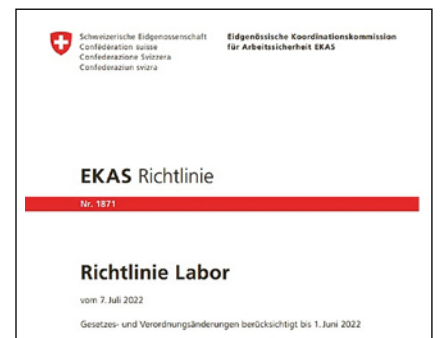 Schweizerische Eidgenossenschaft
Confédération suisse
Confederazione Svizzera
Confederaziun svizra
Eidgenössische Koordinationskommission
für Arbeitssicherheit EKAS
EKAS Richtlinie
Nr. 1871
Richtlinie Labor
vom 7. Juli 2022
Gesetzes- und Verordnungsänderungen berücksichtigt bis 1. Juni 2022